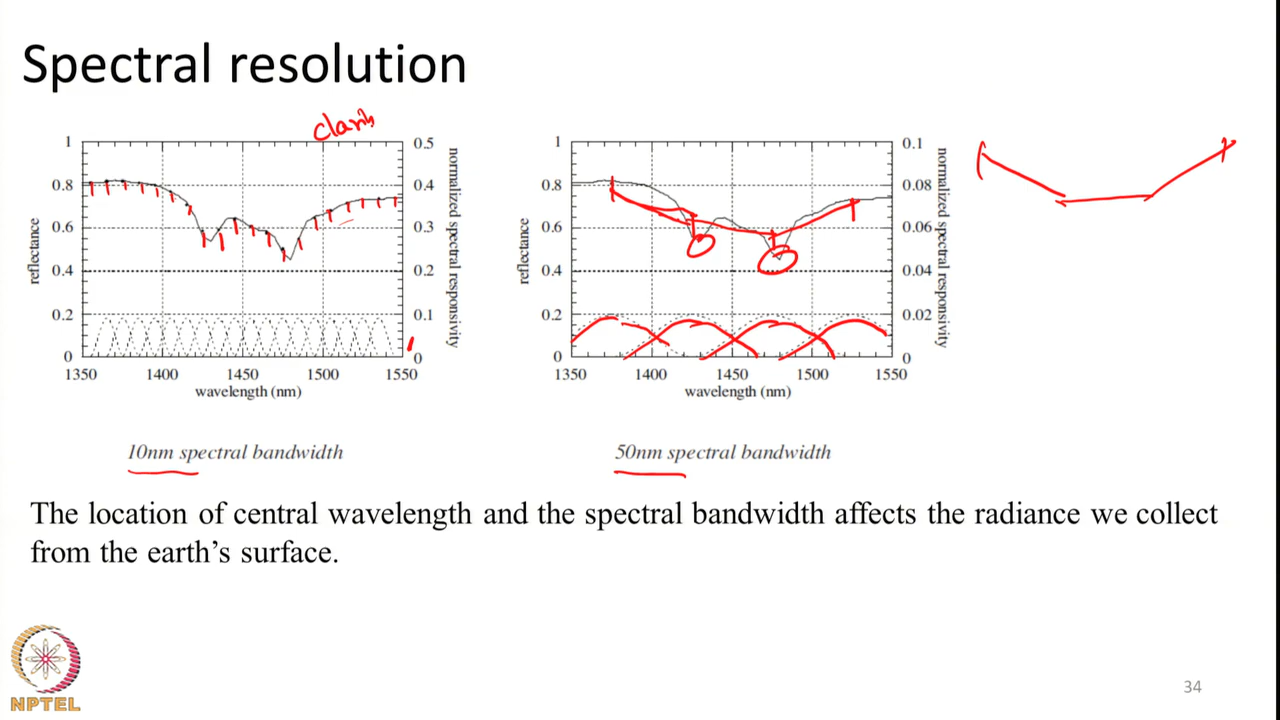 Spectral resolution
1
0.8
0.6
0.4
0.2
0
reflectance
0.5
0.4
0.3
0.2
0.1
0
normalized spectral responsivity
1350 1400 1450 1500 1550
wavelength (nm)
10nm spectral bandwidth
1
0.8
0.6
0.4
0.2
0
reflectance
0.1
0.08
0.06
0.04
0.02
0
normalized spectral responsivity
1350 1400 1450 1500 1550
wavelength (nm)
50nm spectral bandwidth
The location of central wavelength and the spectral bandwidth affects the radiance we collect
from the earth’s surface.
NPTEL
34